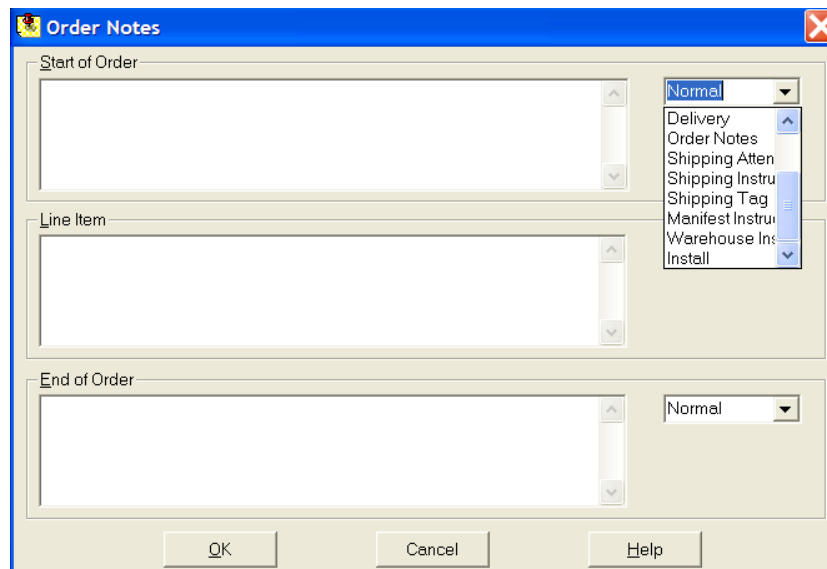 Order Notes
Start of Order
Normal
Delivery
Order Notes
Shipping Atten
Shipping Instru
Shipping Tag
Manifest Instru
Warehouse Ins
Install
Line Item
End of Order
Normal
OK Cancel Help